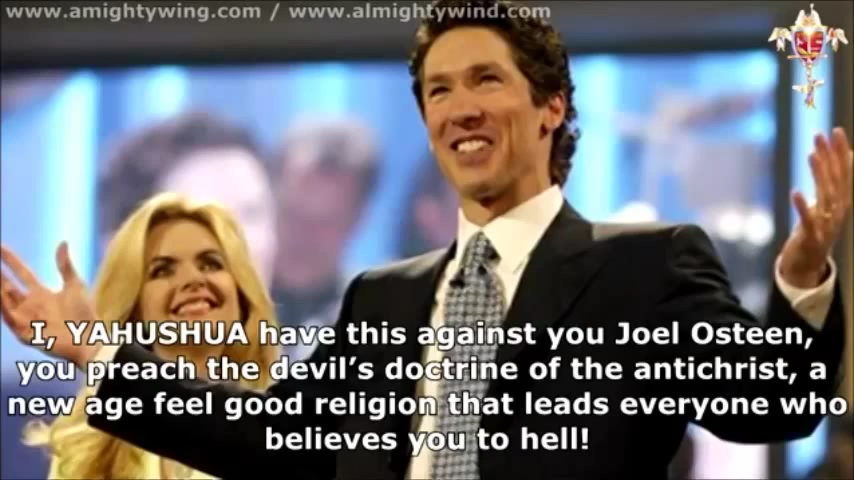 www.amightywing.com / www.almightywind.com
I, YAHUSHUA have this against you Joel Osteen,
you preach the devil's doctrine of the antichrist, a
new age feel good religion that leads everyone who
believes you to hell!